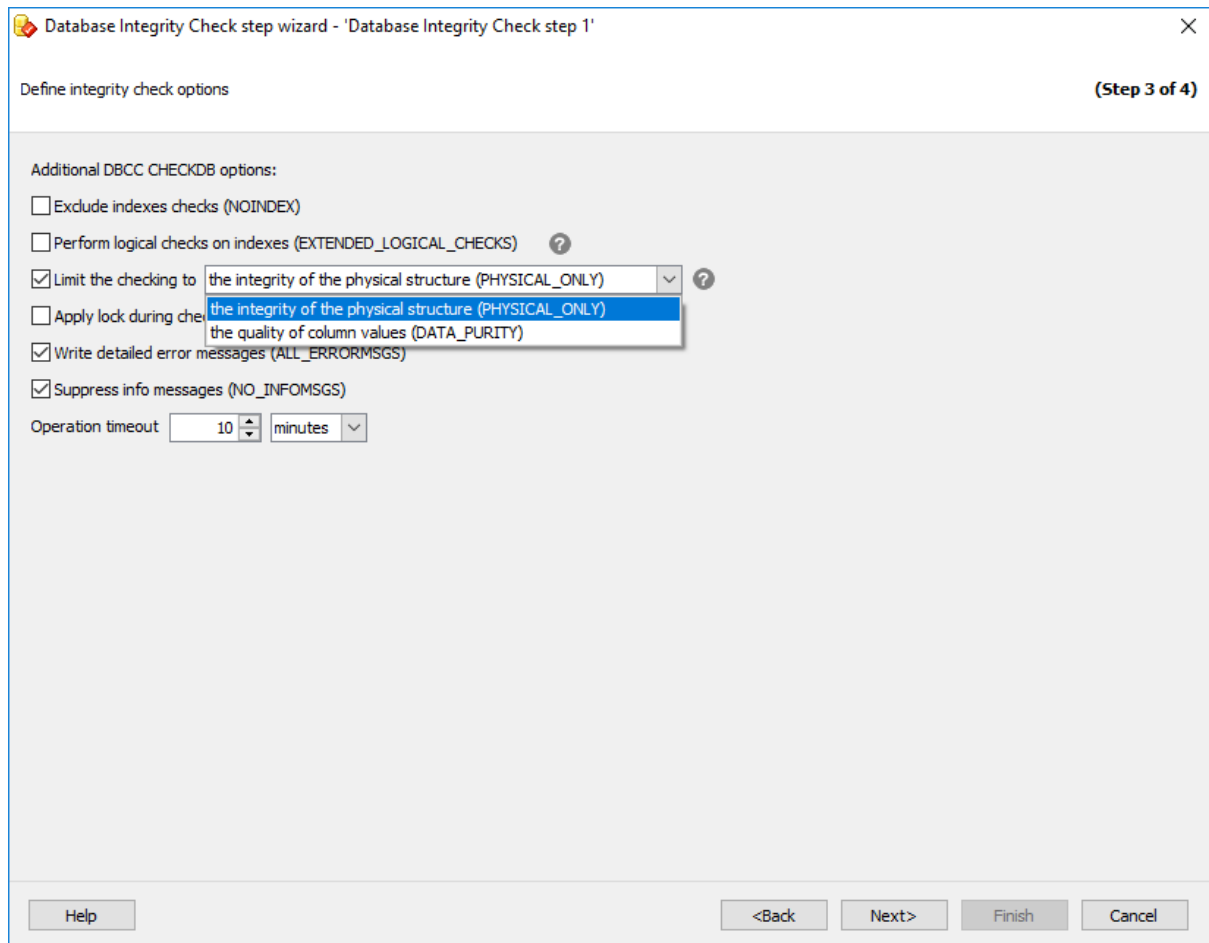 Database Integrity Check step wizard - 'Database Integrity Check step 1'
Define integrity check options (Step 3 of 4)
Additional DBCC CHECKDB options:
Exclude indexes checks (NOINDEX)
Perform logical checks on indexes (EXTENDED_LOGICAL_CHECKS) ?
Limit the checking to the integrity of the physical structure (PHYSICAL_ONLY) ?
the integrity of the physical structure (PHYSICAL_ONLY)
Apply lock during
the quality of column values (DATA_PURITY)
Write detailed error messages (ALL_ERRORMSGS)
Suppress info messages (NO_INFOMSGS)
Operation timeout 10 minutes
Help <Back Next> Finish Cancel